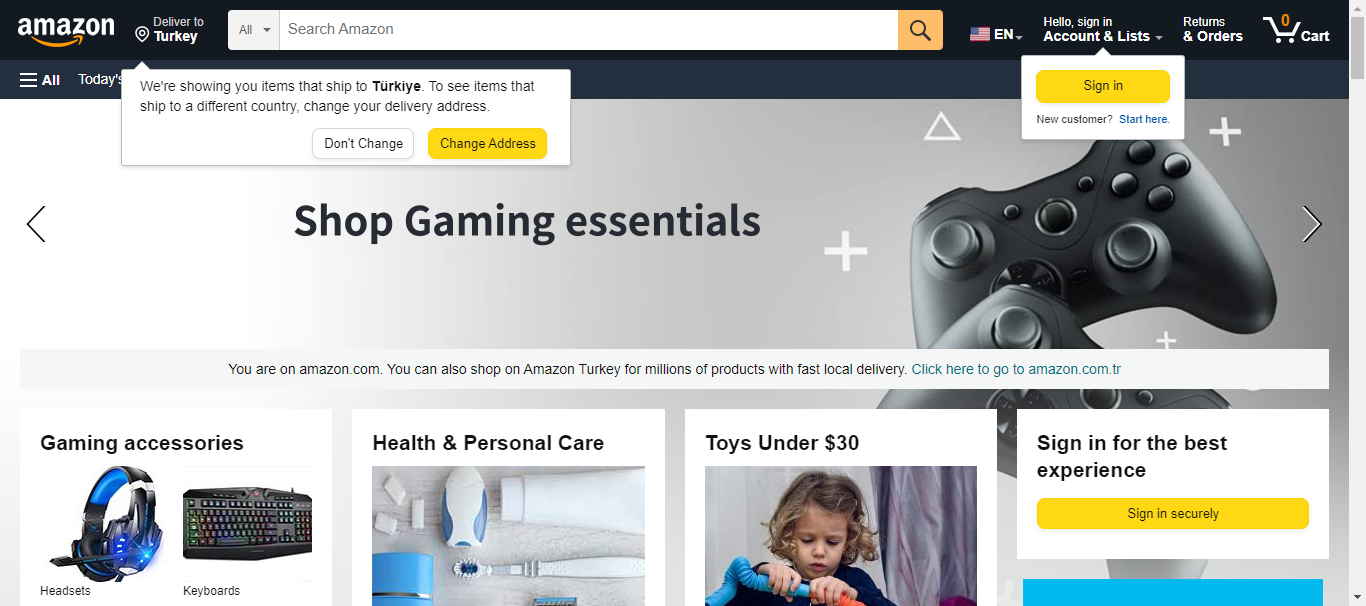 amazon
Deliver to
Turkey
All
Search Amazon
EN
Hello, sign in
Account & Lists
Returns
& Orders
0
Cart
All
Today's
We're showing you items that ship to Türkiye. To see items that
ship to a different country, change your delivery address.
Don't Change
Change Address
Sign in
New customer? Start here.
Shop Gaming essentials
You are on amazon.com. You can also shop on Amazon Turkey for millions of products with fast local delivery. Click here to go to amazon.com.tr
Gaming accessories
Headsets
Keyboards
Health & Personal Care
Toys Under $30
Sign in for the best
experience
Sign in securely